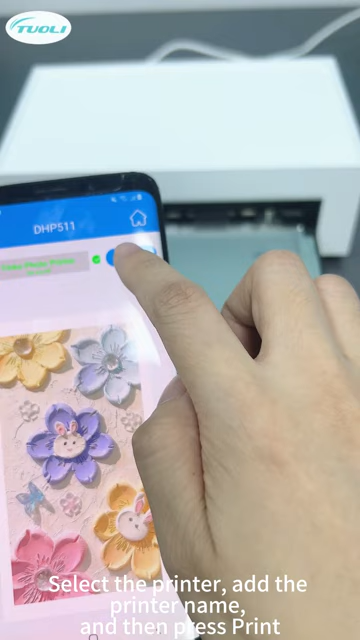 TUOLI
DHP511
Select the printer, add the
printer name,
and then press Print